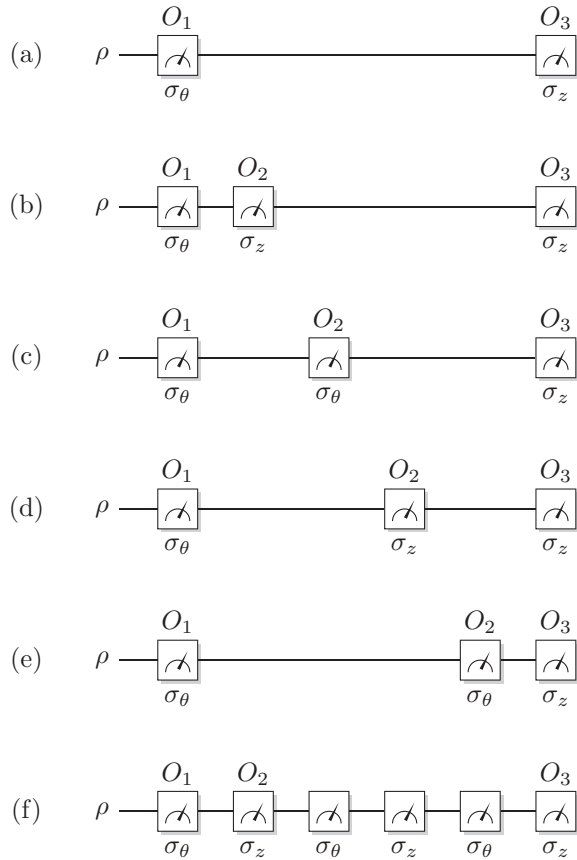 O₁ O₃
(a) ρ
σθ σz
O₁ O₂ O₃
(b) ρ
σθ σz σz
O₁ O₂ O₃
(c) ρ
σθ σθ σz
O₁ O₂ O₃
(d) ρ
σθ σz σz
O₁ O₂ O₃
(e) ρ
σθ σθ σz
O₁ O₂ O₃
(f) ρ
σθ σz σθ σz σθ σz